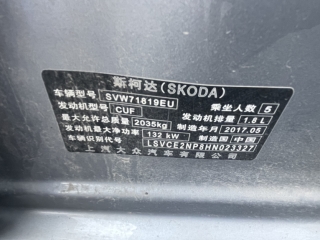 斯柯达(SKODA)
车辆型号 SVW71819EU 乘坐人数 5
发动机型号 CUF 发动机排量 1.8L
最大允许总质量 2035kg 制造年月 2017.05
发动机最大净功率 132 kW 制造国 中国
车辆识别代号 LSVCE2NP8HN023327
上海大众汽车有限公司